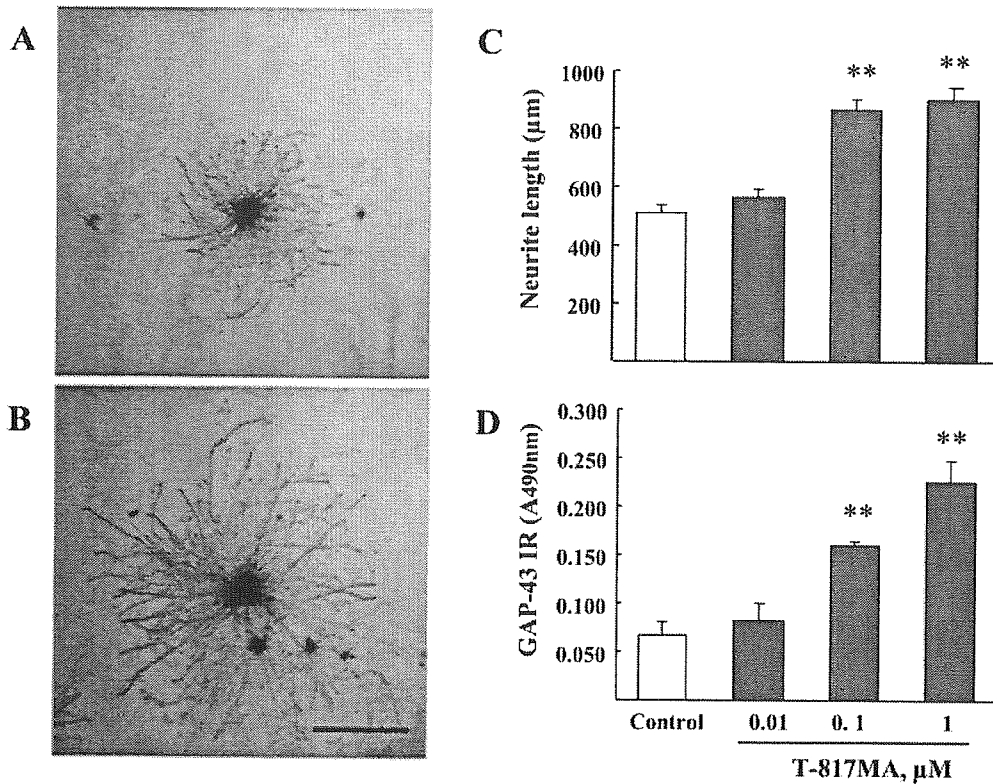 A
B
C
Neurite length (µm)
1000
800
600
400
200
**
**
D
GAP-43 IR (A490nm)
0.300
0.250
0.200
0.150
0.100
0.050
**
**
Control
0.01
0. 1
1
T-817MA, µM